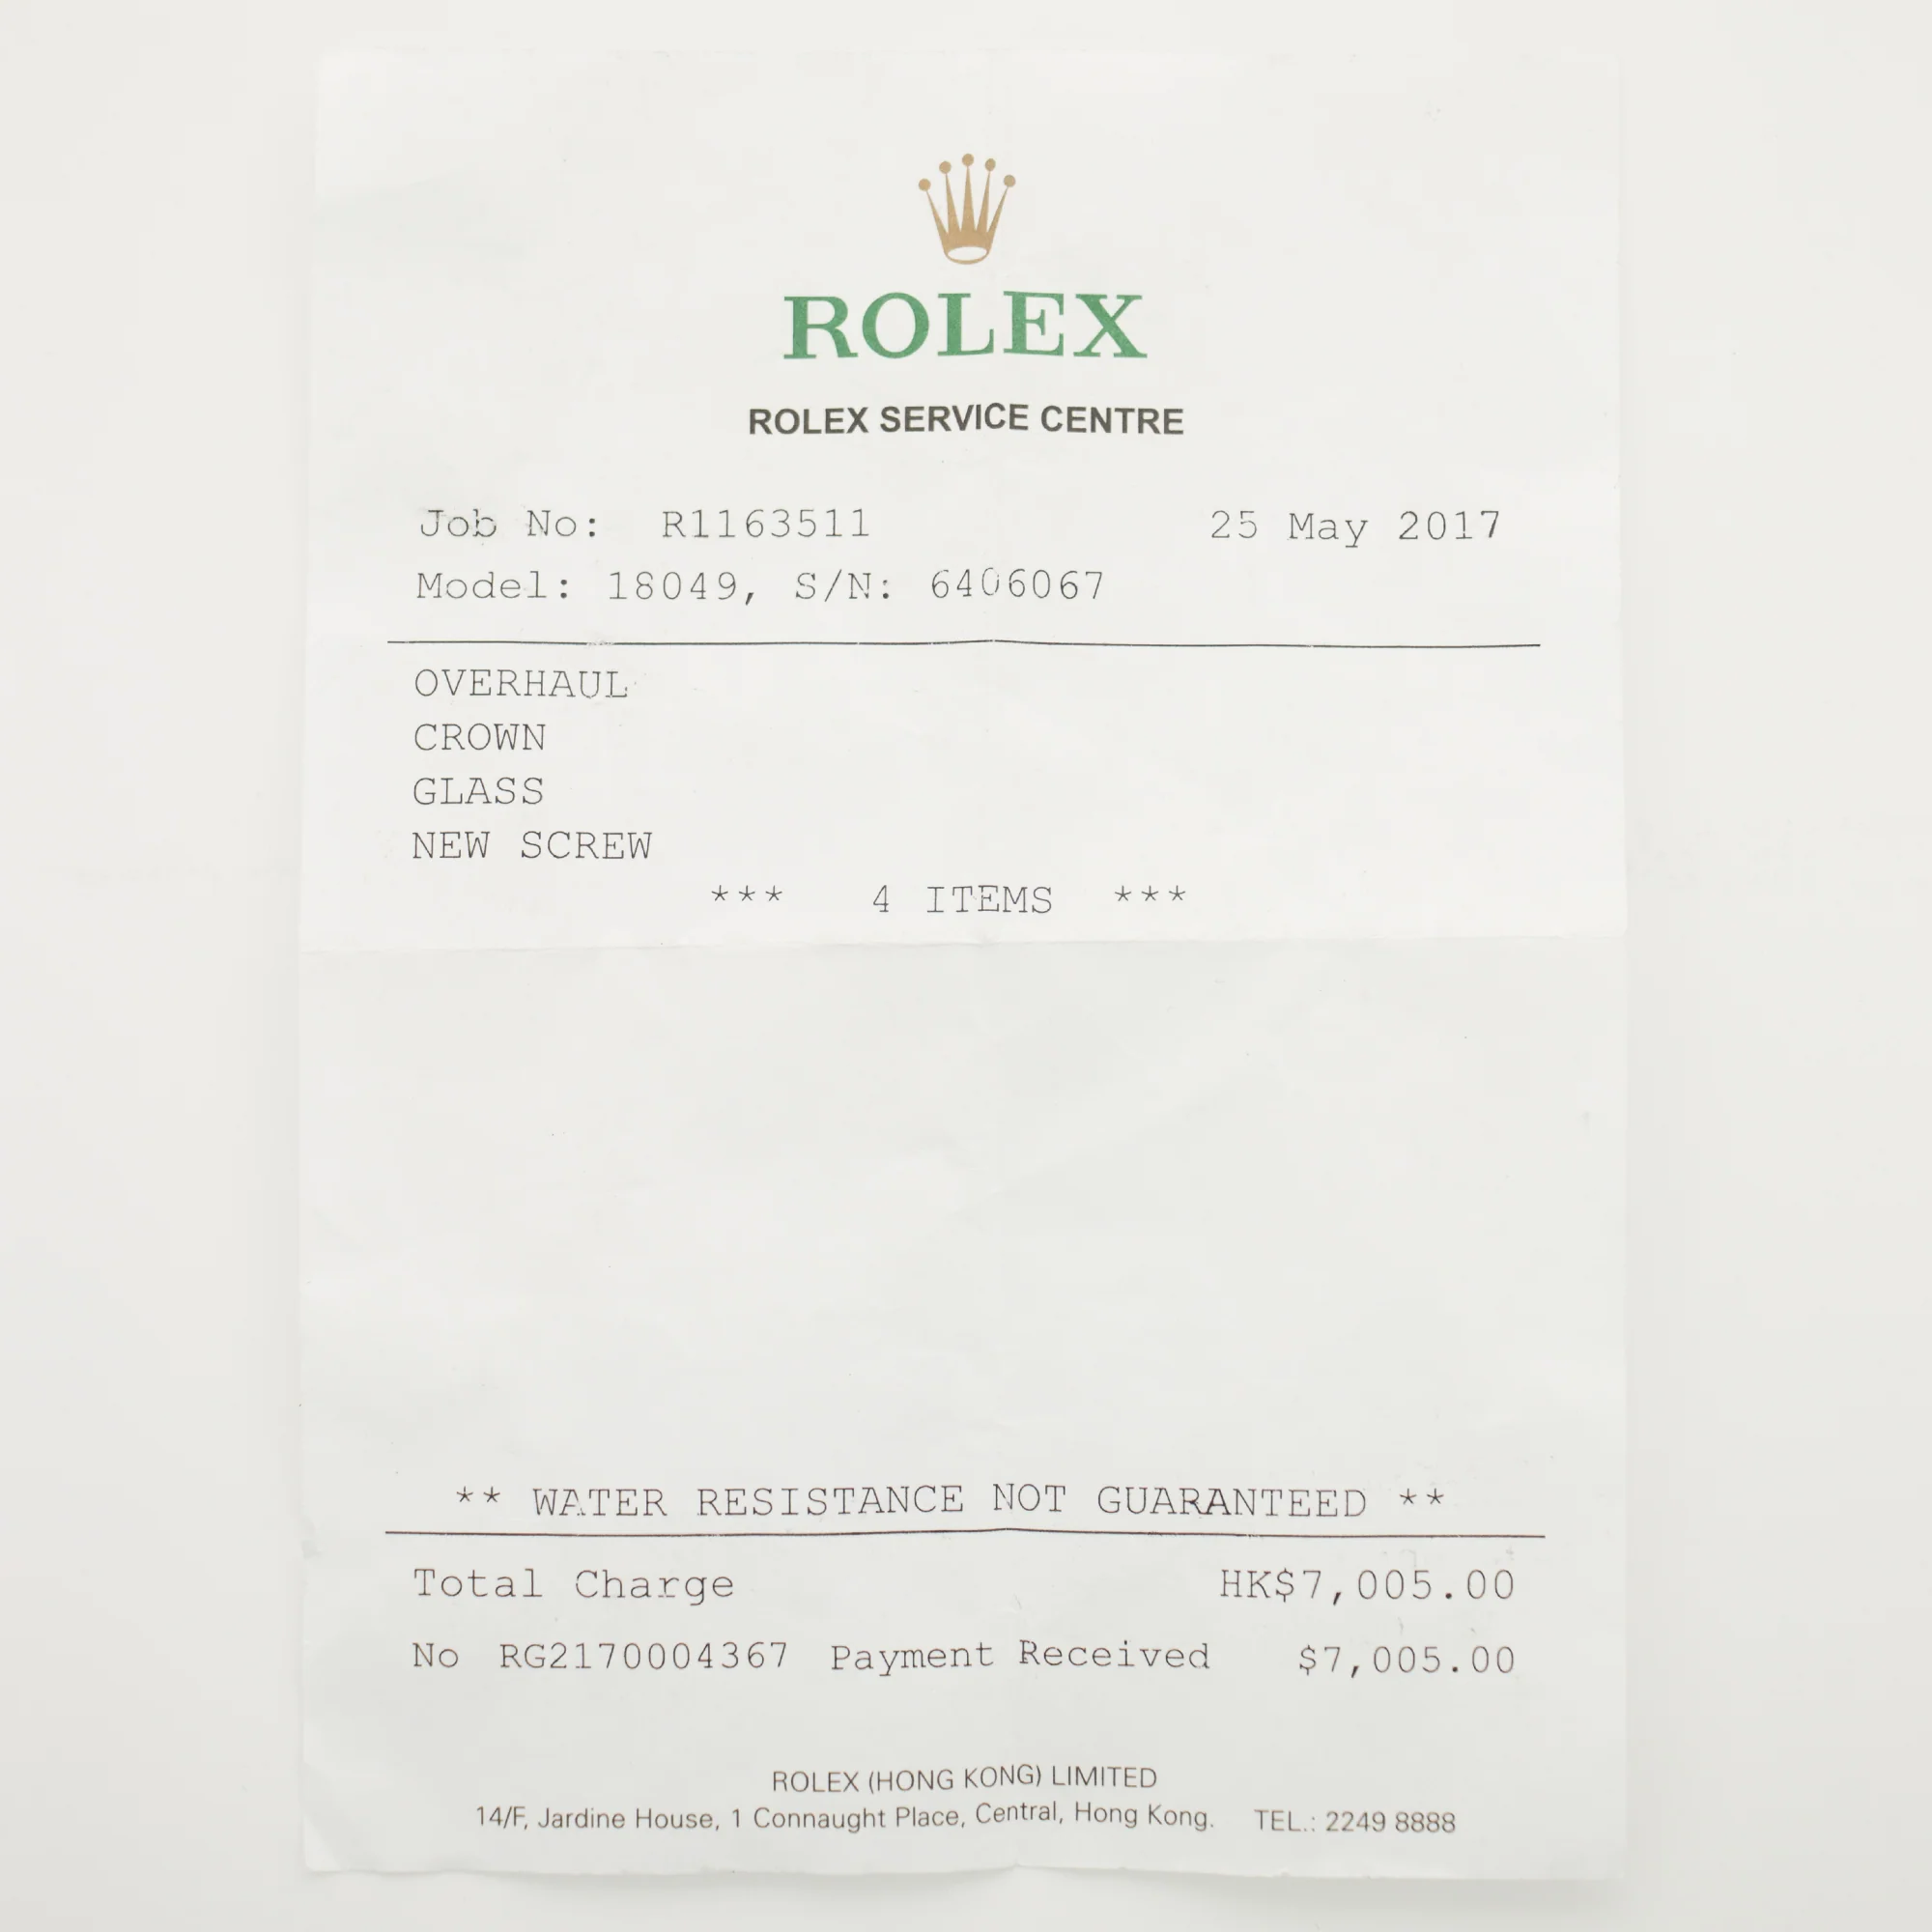 ROLEX
ROLEX SERVICE CENTRE
Job No: R1163511 25 May 2017
Model: 18049, S/N: 6406067
OVERHAUL
CROWN
GLASS
NEW SCREW
*** 4 ITEMS ***
** WATER RESISTANCE NOT GUARANTEED **
Total Charge HK$7,005.00
No RG2170004367 Payment Received $7,005.00
ROLEX (HONG KONG) LIMITED
14/F, Jardine House, 1 Connaught Place, Central, Hong Kong. TEL.: 2249 8888